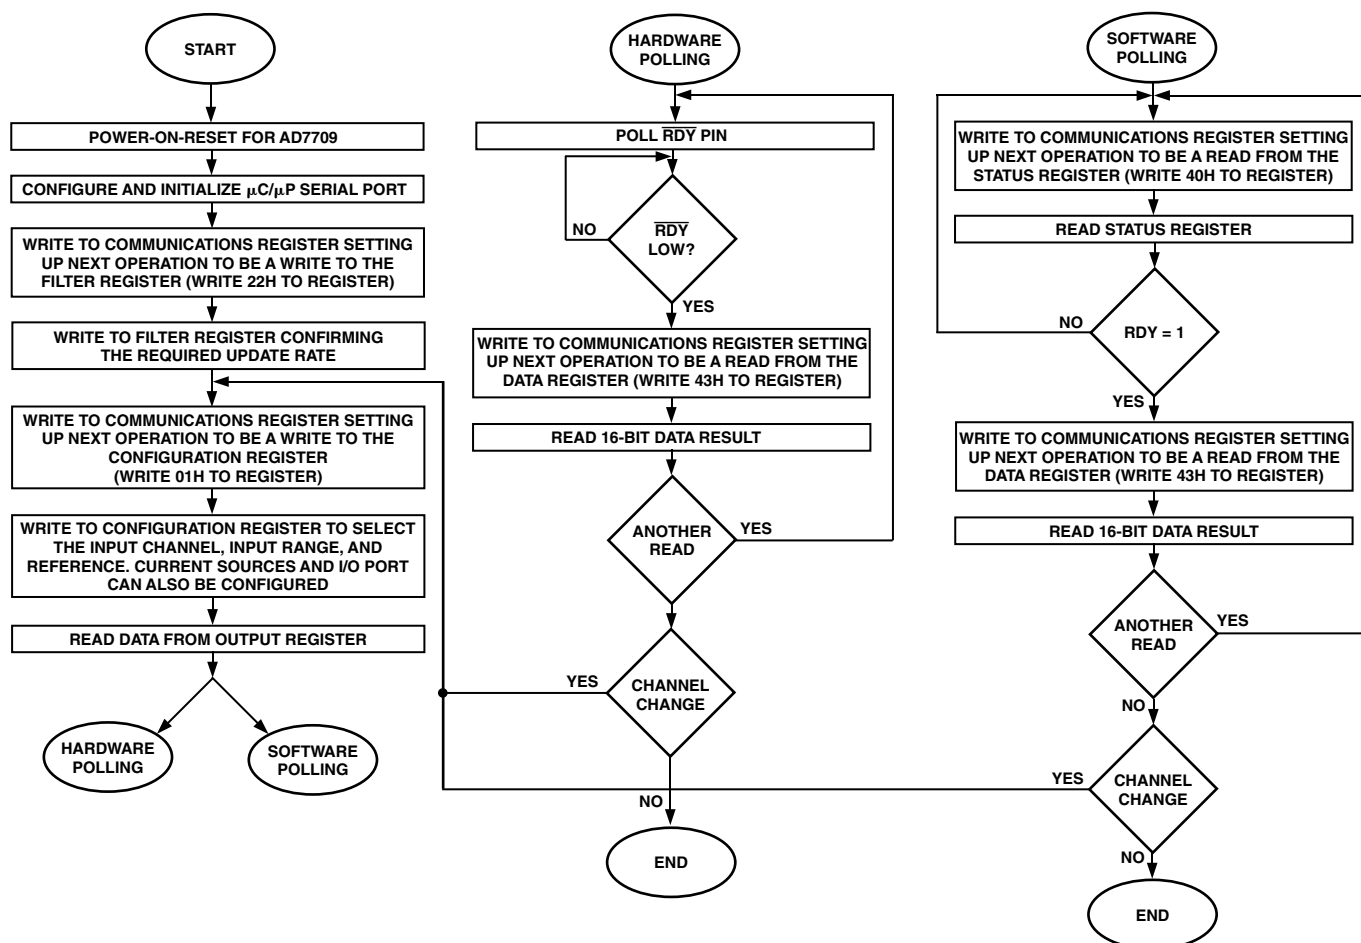 START
POWER-ON-RESET FOR AD7709
CONFIGURE AND INITIALIZE μC/μP SERIAL PORT
WRITE TO COMMUNICATIONS REGISTER SETTING
UP NEXT OPERATION TO BE A WRITE TO THE
FILTER REGISTER (WRITE 22H TO REGISTER)
WRITE TO FILTER REGISTER CONFIRMING
THE REQUIRED UPDATE RATE
WRITE TO COMMUNICATIONS REGISTER SETTING
UP NEXT OPERATION TO BE A WRITE TO THE
CONFIGURATION REGISTER
(WRITE 01H TO REGISTER)
WRITE TO CONFIGURATION REGISTER TO SELECT
THE INPUT CHANNEL, INPUT RANGE, AND
REFERENCE. CURRENT SOURCES AND I/O PORT
CAN ALSO BE CONFIGURED
READ DATA FROM OUTPUT REGISTER
HARDWARE
POLLING
SOFTWARE
POLLING
HARDWARE
POLLING
POLL R̅D̅Y̅ PIN
R̅D̅Y̅
LOW?
NO
YES
WRITE TO COMMUNICATIONS REGISTER SETTING
UP NEXT OPERATION TO BE A READ FROM THE
DATA REGISTER (WRITE 43H TO REGISTER)
READ 16-BIT DATA RESULT
ANOTHER
READ
YES
CHANNEL
CHANGE
YES
NO
END
SOFTWARE
POLLING
WRITE TO COMMUNICATIONS REGISTER SETTING
UP NEXT OPERATION TO BE A READ FROM THE
STATUS REGISTER (WRITE 40H TO REGISTER)
READ STATUS REGISTER
RDY = 1
NO
YES
WRITE TO COMMUNICATIONS REGISTER SETTING
UP NEXT OPERATION TO BE A READ FROM THE
DATA REGISTER (WRITE 43H TO REGISTER)
READ 16-BIT DATA RESULT
ANOTHER
READ
YES
NO
CHANNEL
CHANGE
YES
NO
END